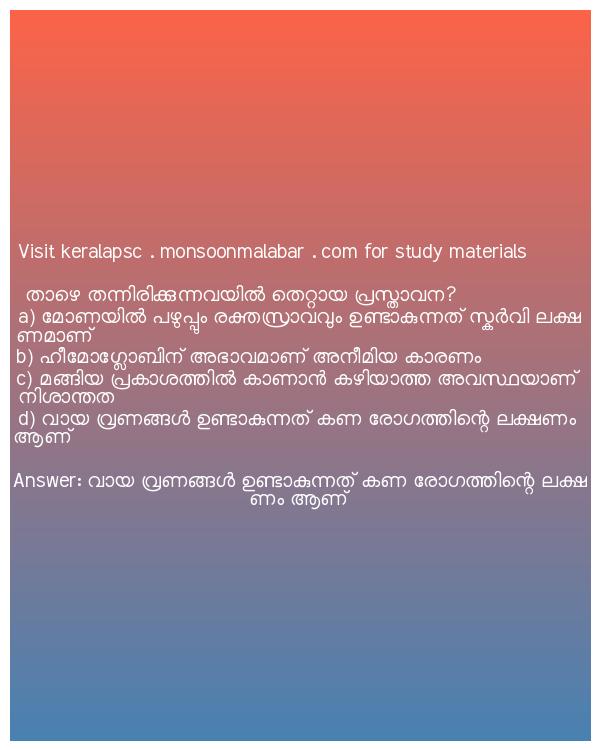 Visit keralapsc . monsoonmalabar . com for study materials
താഴെ തന്നിരിക്കുന്നവയിൽ തെറ്റായ പ്രസ്താവന?
a) മോണയിൽ പഴുപ്പും രക്തസ്രാവവും ഉണ്ടാകുന്നത് സ്കർവി ലക്ഷ
ണമാണ്
b) ഹീമോഗ്ലോബിന് അഭാവമാണ് അനീമിയ കാരണം
c) മങ്ങിയ പ്രകാശത്തിൽ കാണാൻ കഴിയാത്ത അവസ്ഥയാണ്
നിശാന്തത
d) വായ വ്രണങ്ങൾ ഉണ്ടാകുന്നത് കണ രോഗത്തിന്റെ ലക്ഷണം
ആണ്
Answer: വായ വ്രണങ്ങൾ ഉണ്ടാകുന്നത് കണ രോഗത്തിന്റെ ലക്ഷ
ണം ആണ്